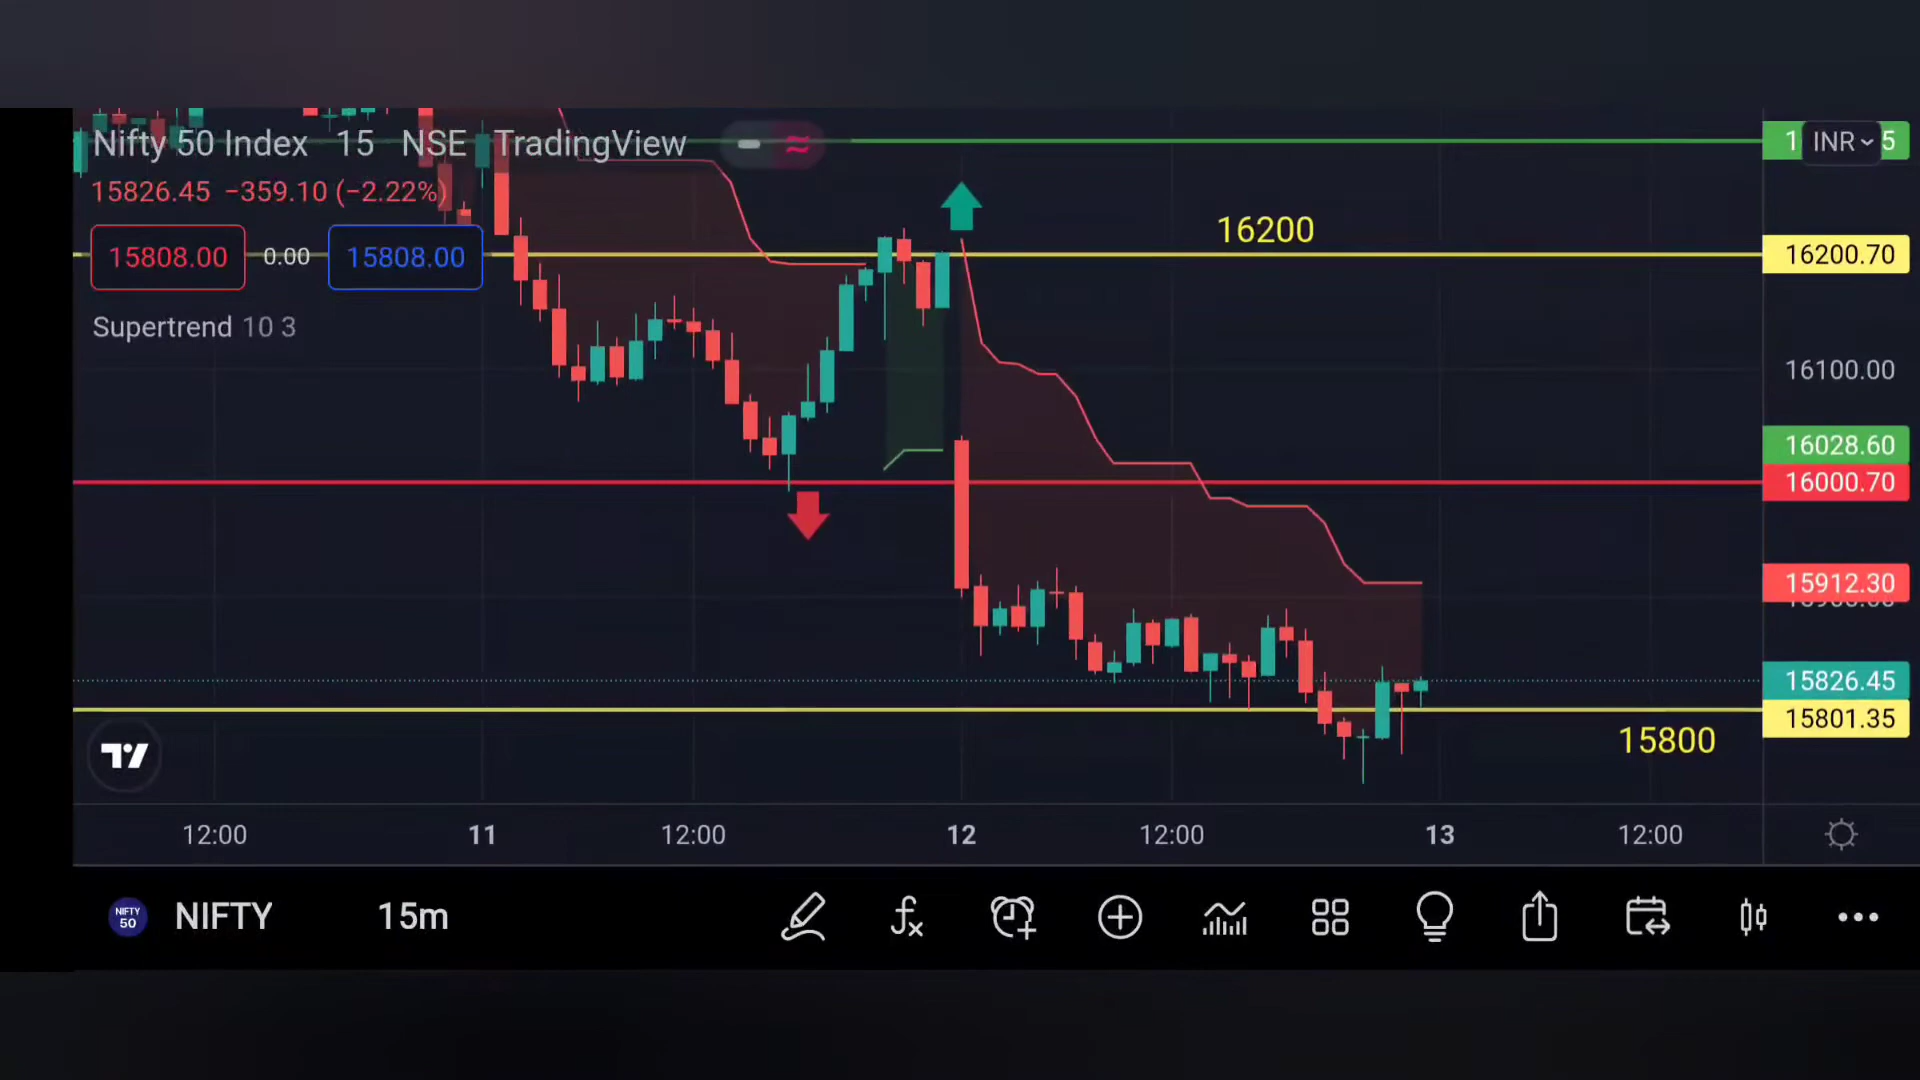 Nifty 50 Index 15 NSE TradingView
1 INR 5
15826.45 −359.10 (−2.22%)
16200
15808.00 0.00 15808.00
16200.70
Supertrend 10 3
16100.00
16028.60
16000.70
15912.30
15826.45
15801.35
15800
12:00 11 12:00 12 12:00 13 12:00
NIFTY 50
NIFTY 15m